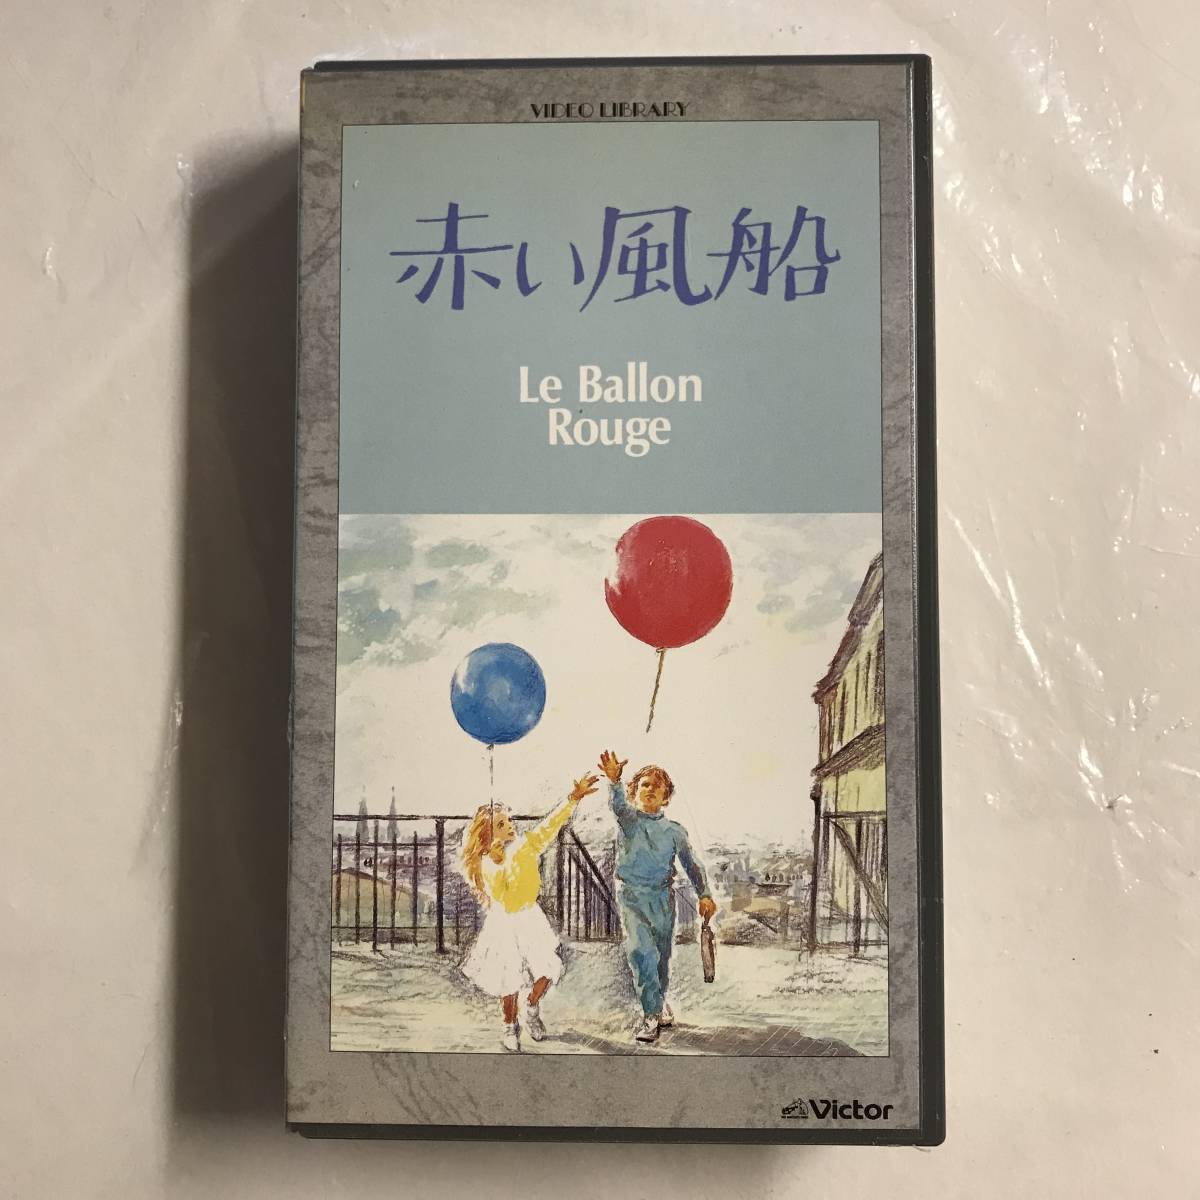 VIDEO LIBRARY
赤い風船
Le Ballon
Rouge
Victor